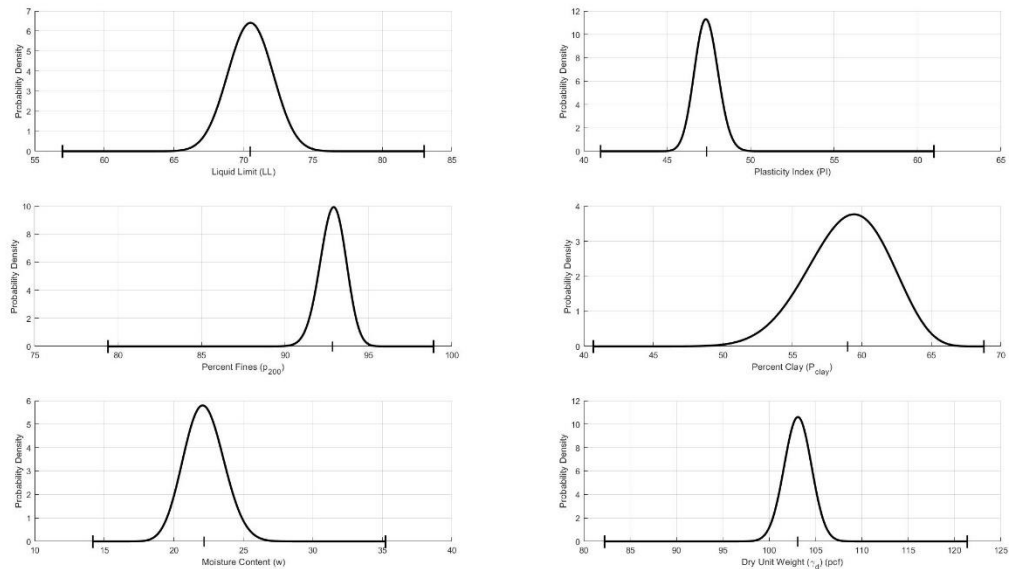 7
6
5
4
3
2
1
0
Probability Density
55 60 65 70 75 80 85
Liquid Limit (LL)
12
10
8
6
4
2
0
Probability Density
40 45 50 55 60 65
Plasticity Index (PI)
10
8
6
4
2
0
Probability Density
75 80 85 90 95 100
Percent Fines (p200)
4
3
2
1
0
Probability Density
40 45 50 55 60 65 70
Percent Clay (Pclay)
6
5
4
3
2
1
0
Probability Density
10 15 20 25 30 35 40
Moisture Content (w)
12
10
8
6
4
2
0
Probability Density
80 85 90 95 100 105 110 115 120 125
Dry Unit Weight (γd) (pcf)